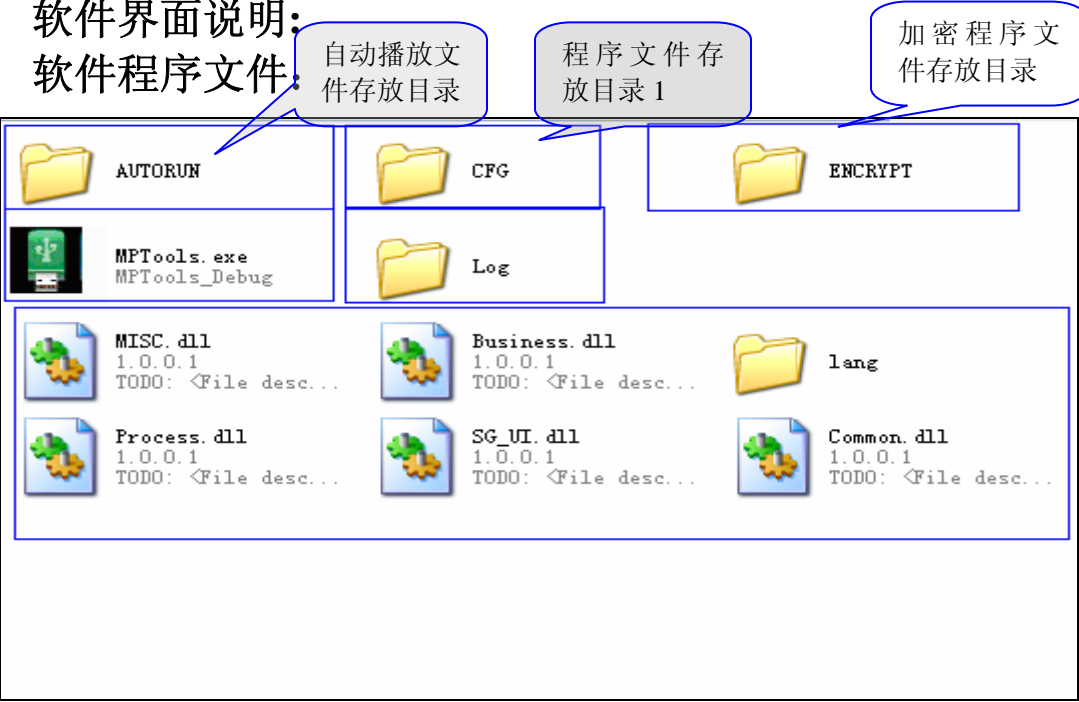 软件界面说明:
软件程序文件:
自动播放文
件存放目录
程序文件存
放目录 1
加密程序文
件存放目录
AUTORUN
CFG
ENCRYPT
MPTools.exe
MPTools_Debug
Log
MISC.dll
1.0.0.1
TODO: <File desc...
Business.dll
1.0.0.1
TODO: <File desc...
lang
Process.dll
1.0.0.1
TODO: <File desc...
SG_UI.dll
1.0.0.1
TODO: <File desc...
Common.dll
1.0.0.1
TODO: <File desc...